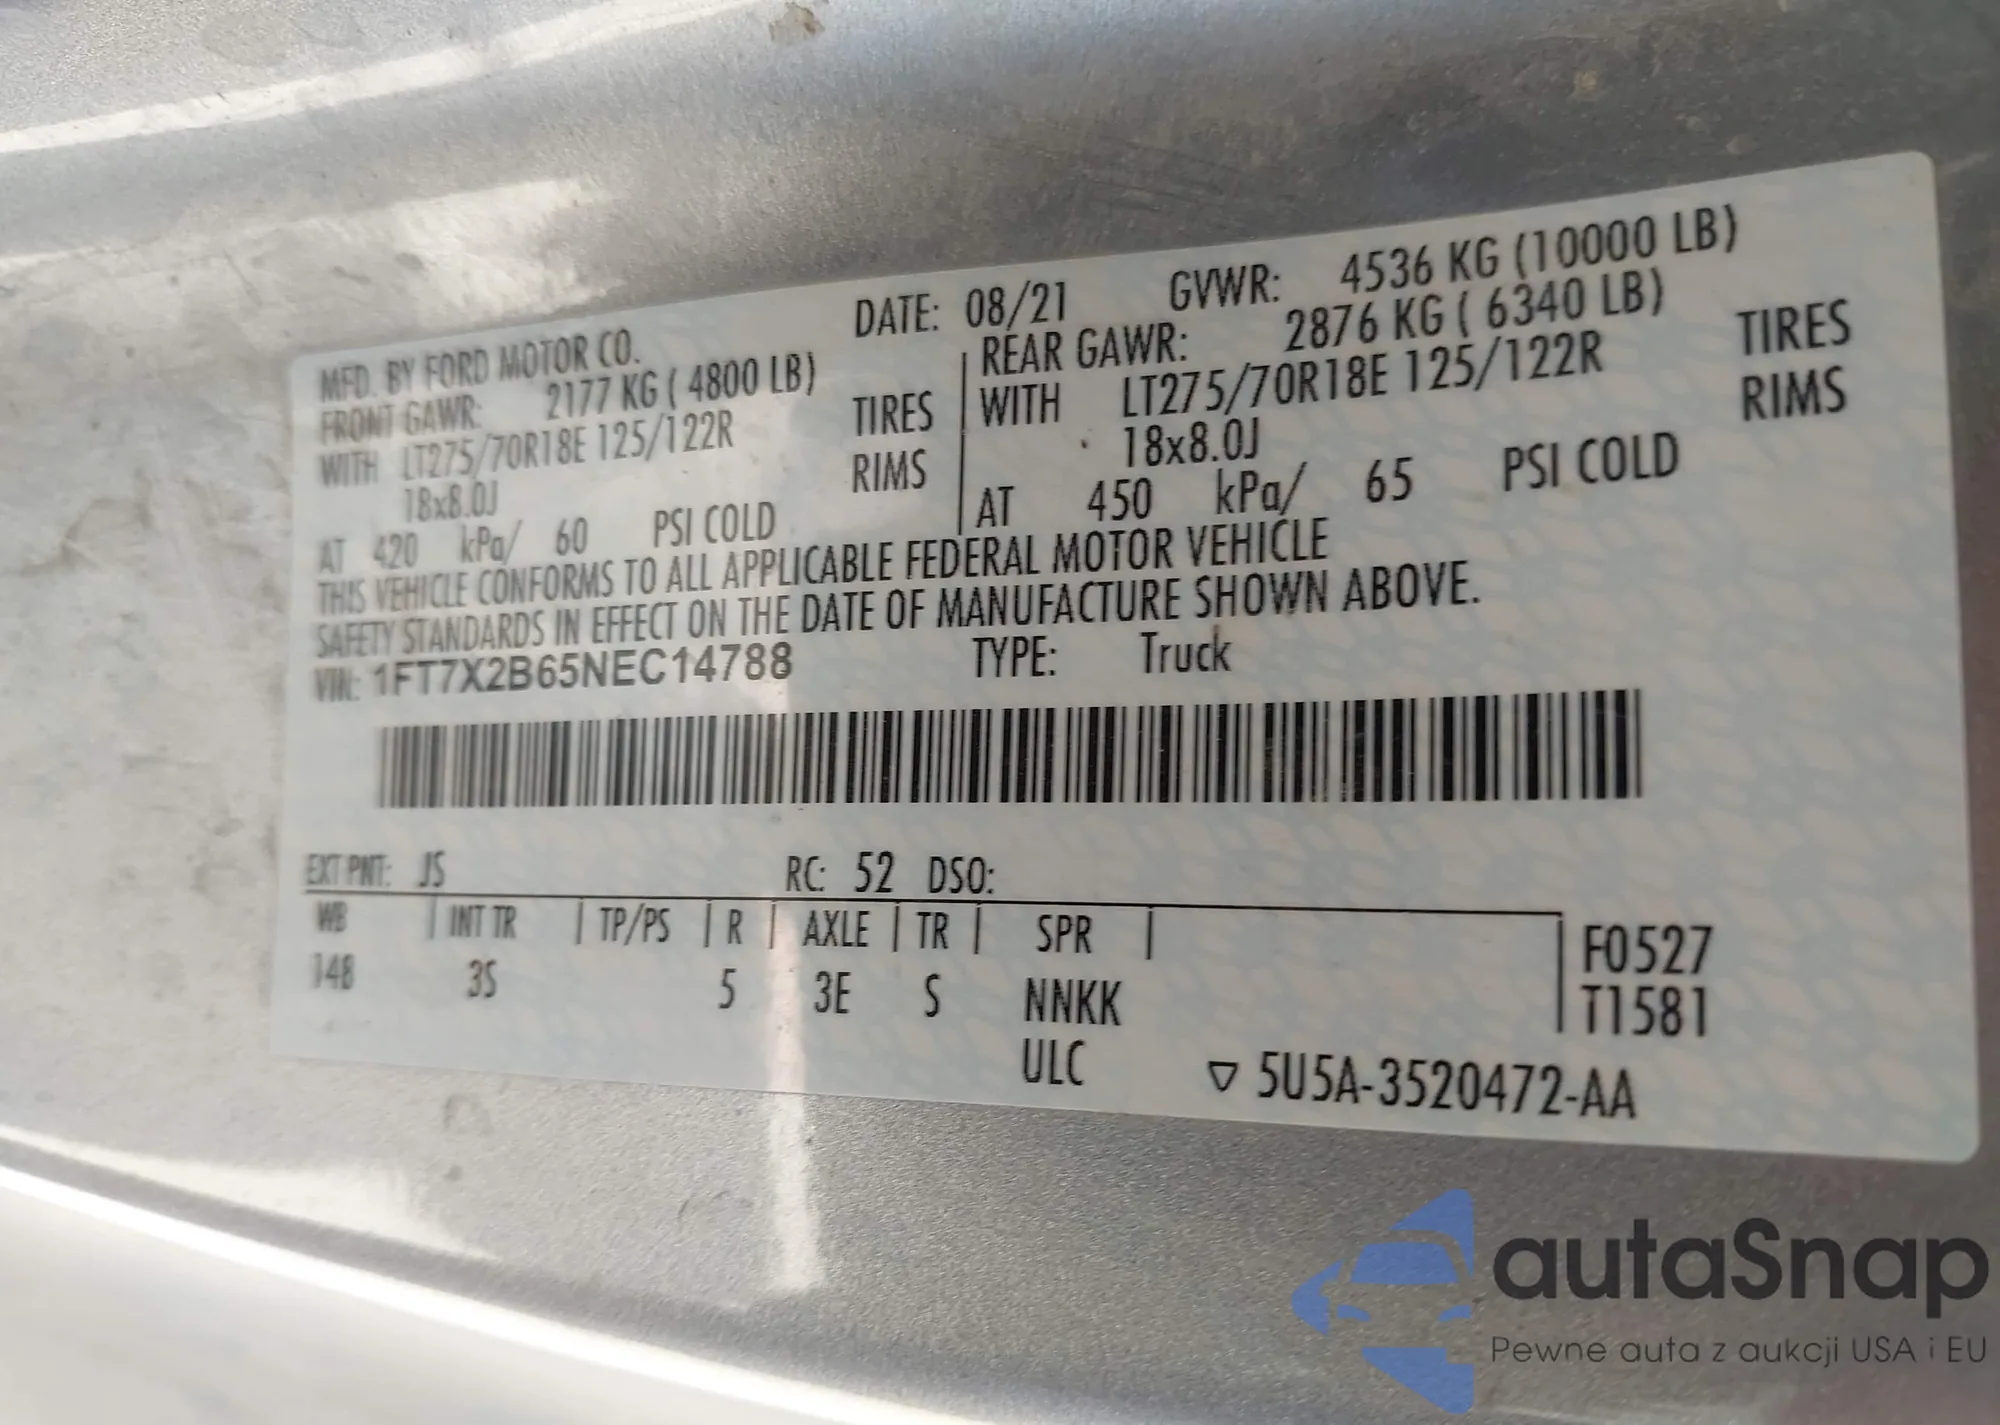 MFD. BY FORD MOTOR CO. DATE: 08/21 GVWR: 4536 KG (10000 LB)
FRONT GAWR: 2177 KG ( 4800 LB) REAR GAWR: 2876 KG ( 6340 LB)
WITH LT275/70R18E 125/122R TIRES WITH LT275/70R18E 125/122R TIRES
18x8.0J RIMS 18x8.0J RIMS
AT 420 kPa/ 60 PSI COLD AT 450 kPa/ 65 PSI COLD
THIS VEHICLE CONFORMS TO ALL APPLICABLE FEDERAL MOTOR VEHICLE
SAFETY STANDARDS IN EFFECT ON THE DATE OF MANUFACTURE SHOWN ABOVE.
VIN: 1FT7X2B65NEC14788 TYPE: Truck
EXT PNT: JS RC: 52 DSO:
WB INT TR TP/PS R AXLE TR SPR F0527
148 3S 5 3E S NNKK T1581
ULC 5U5A-3520472-AA
autaSnap
Pewne auta z aukcji USA i EU